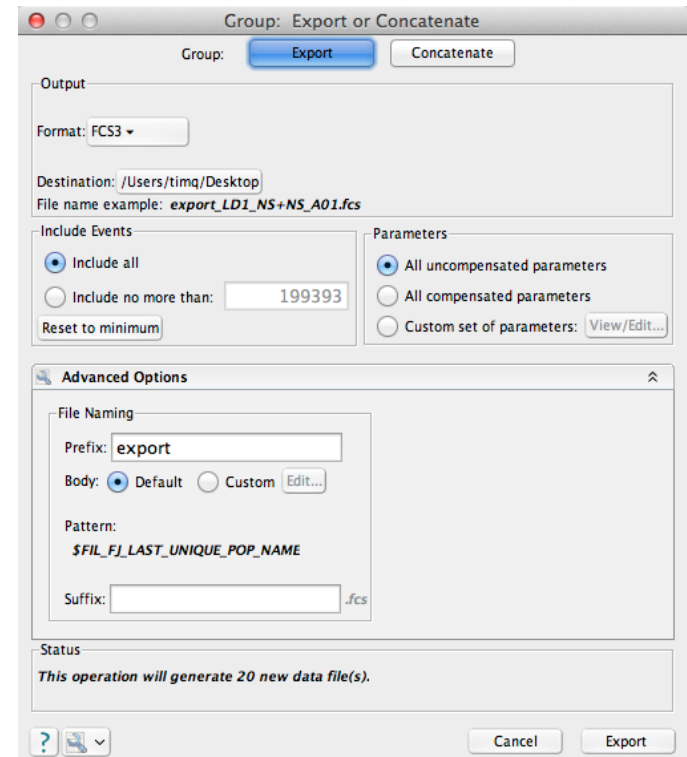 Group: Export or Concatenate
Group: Export Concatenate
Output
Format: FCS3
Destination: /Users/timq/Desktop
File name example: export_LD1_NS+NS_A01.fcs
Include Events
Include all
Include no more than: 199393
Reset to minimum
Parameters
All uncompensated parameters
All compensated parameters
Custom set of parameters: View/Edit...
Advanced Options
File Naming
Prefix: export
Body: Default Custom Edit...
Pattern:
$FIL_FJ_LAST_UNIQUE_POP_NAME
Suffix: .fcs
Status
This operation will generate 20 new data file(s).
? Cancel Export